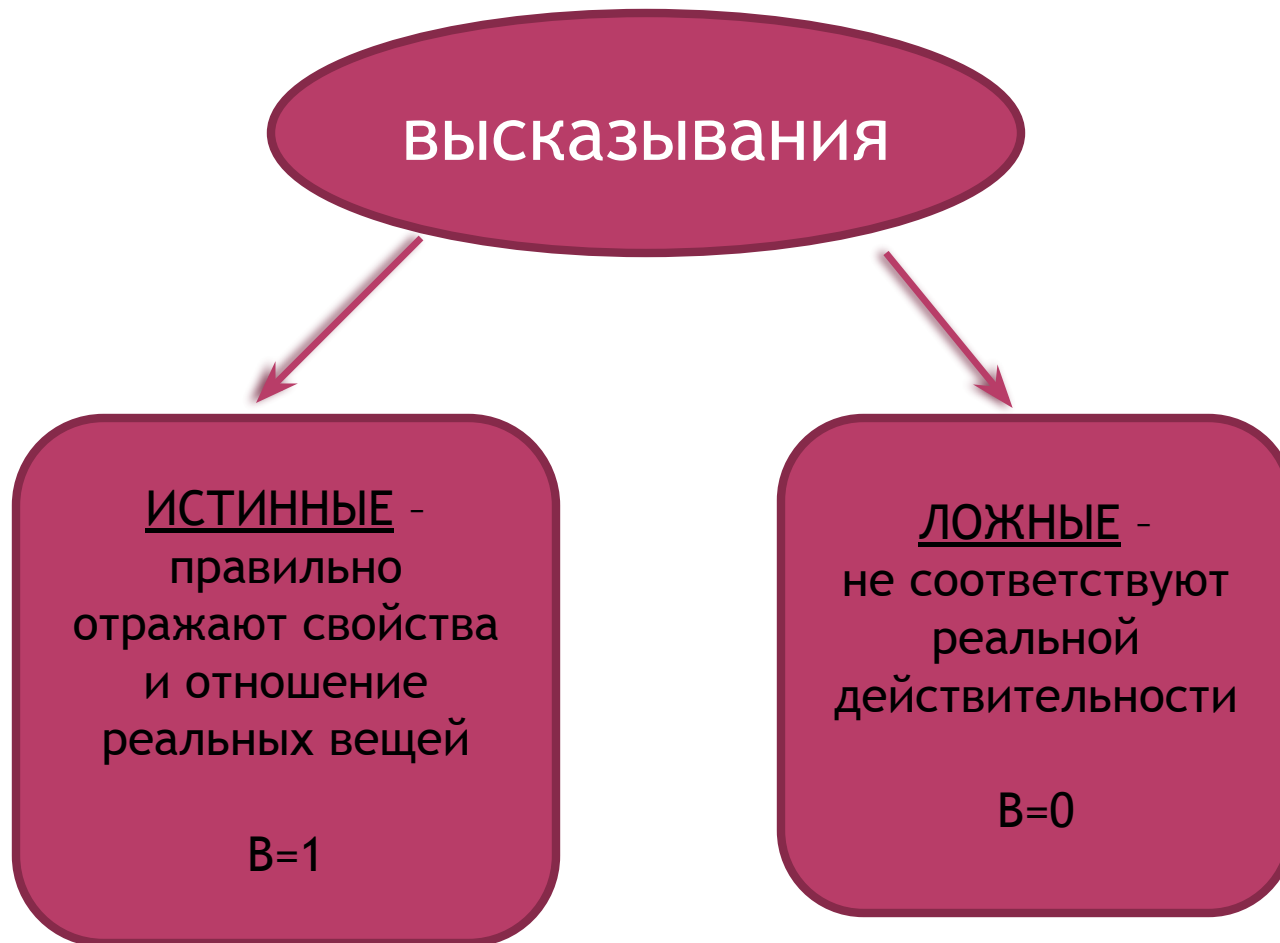 высказывания
ИСТИННЫЕ –
правильно
отражают свойства
и отношение
реальных вещей
В=1
ЛОЖНЫЕ –
не соответствуют
реальной
действительности
В=0